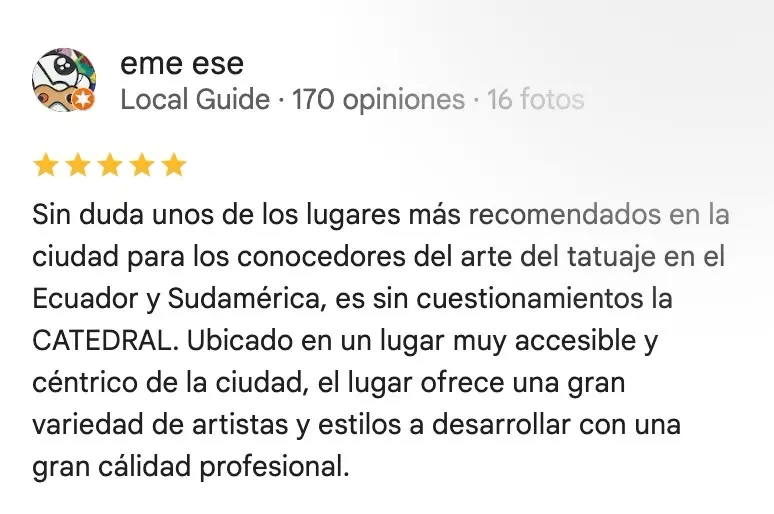 eme ese
Local Guide · 170 opiniones · 16 fotos
Sin duda unos de los lugares más recomendados en la
ciudad para los conocedores del arte del tatuaje en el
Ecuador y Sudamérica, es sin cuestionamientos la
CATEDRAL. Ubicado en un lugar muy accesible y
céntrico de la ciudad, el lugar ofrece una gran
variedad de artistas y estilos a desarrollar con una
gran cálidad profesional.